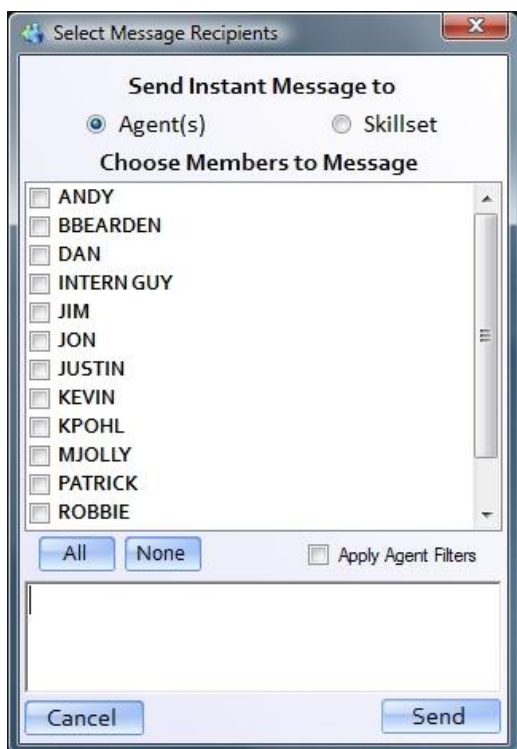 Select Message Recipients
Send Instant Message to
Agent(s) Skillset
Choose Members to Message
ANDY
BBEARDEN
DAN
INTERN GUY
JIM
JON
JUSTIN
KEVIN
KPOHL
MJOLLY
PATRICK
ROBBIE
All None Apply Agent Filters
Cancel Send